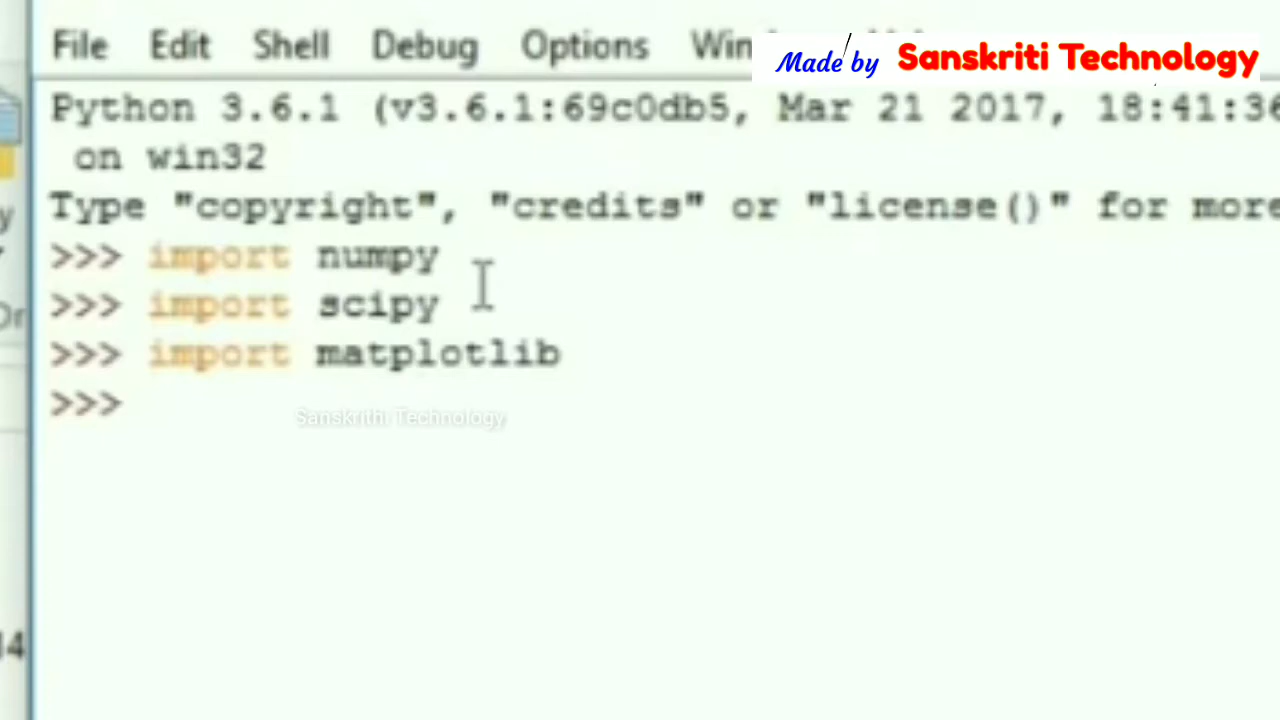 File Edit Shell Debug Options
Made by Sanskriti Technology
Python 3.6.1 (v3.6.1:69c0db5, Mar 21 2017, 18:41:36
on win32
Type "copyright", "credits" or "license()" for more
>>> import numpy
>>> import scipy
>>> import matplotlib
>>>
Sanskrithi Technology